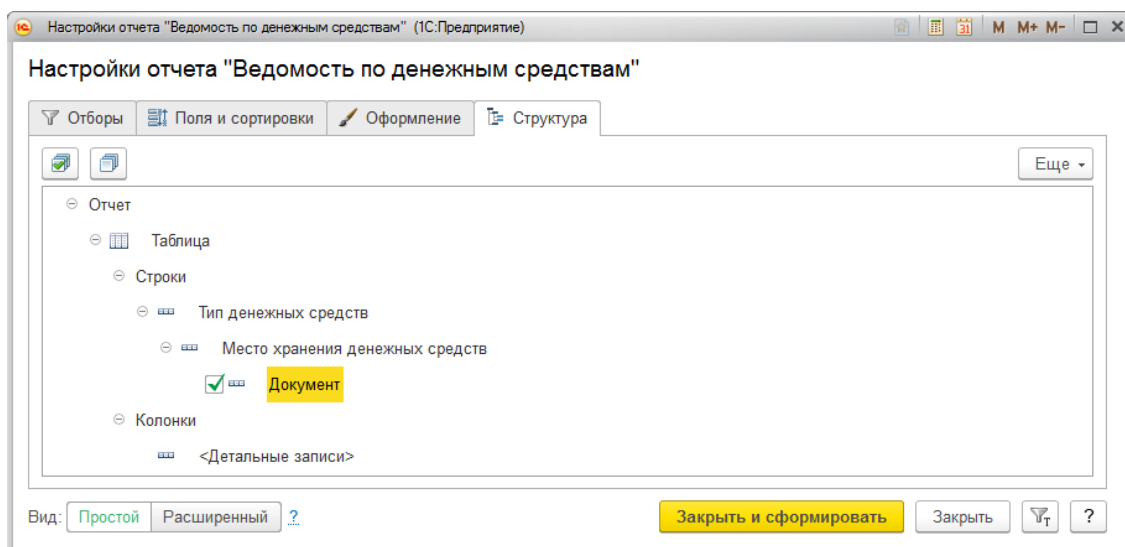 1С Настройки отчета "Ведомость по денежным средствам" (1С:Предприятие) 31 M M+ M-
Настройки отчета "Ведомость по денежным средствам"
Отборы Поля и сортировки Оформление Структура
Еще
Отчет
Таблица
Строки
Тип денежных средств
Место хранения денежных средств
Документ
Колонки
<Детальные записи>
Вид: Простой Расширенный ? Закрыть и сформировать Закрыть Т ?